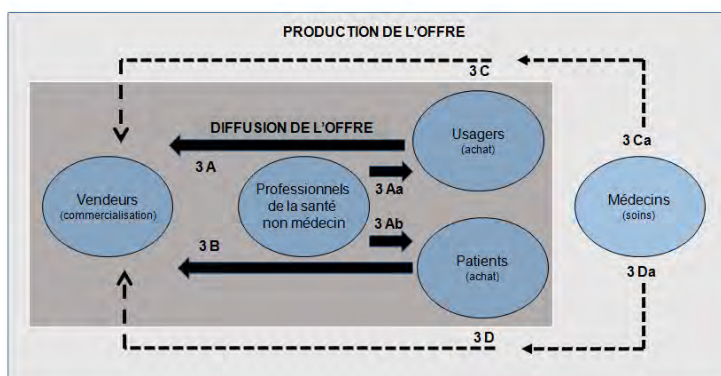 PRODUCTION DE L'OFFRE
3 C
DIFFUSION DE L'OFFRE
Usagers
(achat)
3 Ca
3 A
3 Aa
Vendeurs
(commercialisation)
Professionnels
de la santé
non médecin
Médecins
(soins)
3 Ab
3 B
Patients
(achat)
3 Da
3 D